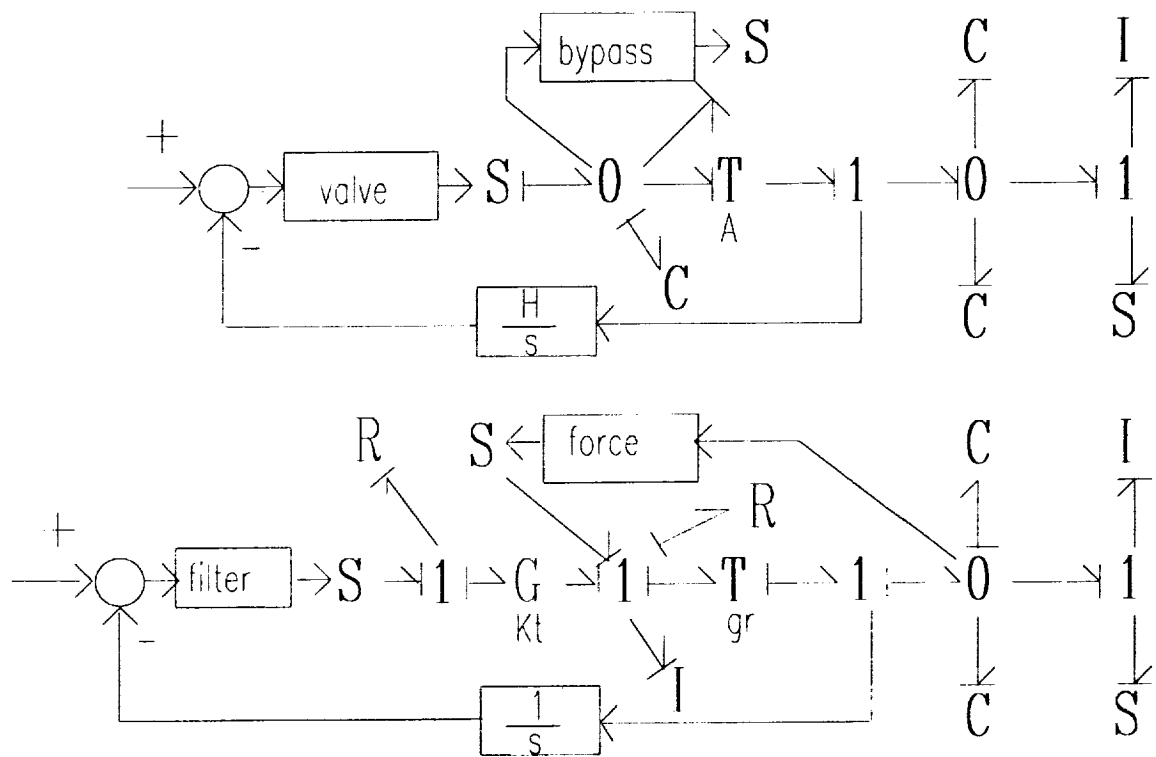 bypass S C I
+
valve S 0 T 1 0 1
A
-
C
H
s
C S
R S force C I
R
+
filter S 1 G 1 T 1 0 1
Kt gr
-
I
1
s
C S